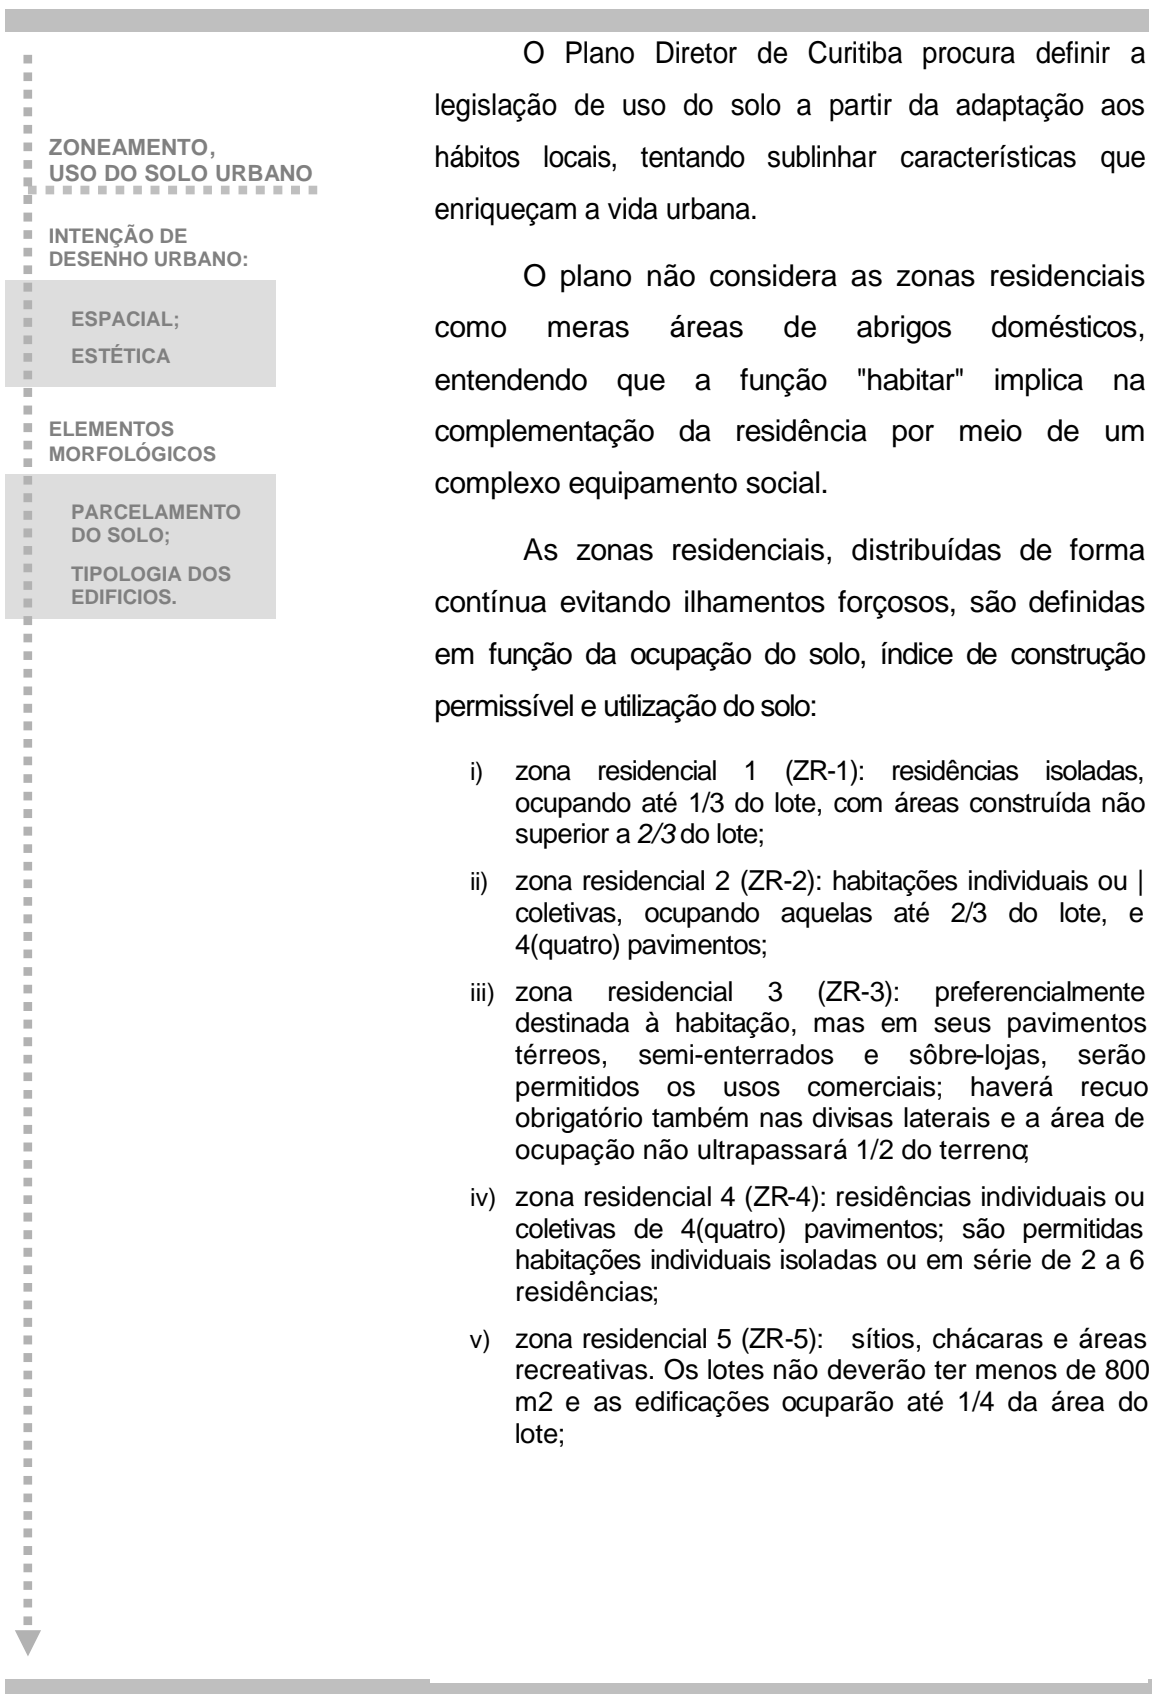 ZONEAMENTO,
USO DO SOLO URBANO
INTENÇÃO DE
DESENHO URBANO:
ESPACIAL;
ESTÉTICA
ELEMENTOS
MORFOLÓGICOS
PARCELAMENTO
DO SOLO;
TIPOLOGIA DOS
EDIFICIOS.
O Plano Diretor de Curitiba procura definir a
legislação de uso do solo a partir da adaptação aos
hábitos locais, tentando sublinhar características que
enriqueçam a vida urbana.
O plano não considera as zonas residenciais
como meras áreas de abrigos domésticos,
entendendo que a função "habitar" implica na
complementação da residência por meio de um
complexo equipamento social.
As zonas residenciais, distribuídas de forma
contínua evitando ilhamentos forçosos, são definidas
em função da ocupação do solo, índice de construção
permissível e utilização do solo:
i) zona residencial 1 (ZR-1): residências isoladas,
ocupando até 1/3 do lote, com áreas construída não
superior a 2/3 do lote;
ii) zona residencial 2 (ZR-2): habitações individuais ou |
coletivas, ocupando aquelas até 2/3 do lote, e
4(quatro) pavimentos;
iii) zona residencial 3 (ZR-3): preferencialmente
destinada à habitação, mas em seus pavimentos
térreos, semi-enterrados e sôbre-lojas, serão
permitidos os usos comerciais; haverá recuo
obrigatório também nas divisas laterais e a área de
ocupação não ultrapassará 1/2 do terreno;
iv) zona residencial 4 (ZR-4): residências individuais ou
coletivas de 4(quatro) pavimentos; são permitidas
habitações individuais isoladas ou em série de 2 a 6
residências;
v) zona residencial 5 (ZR-5): sítios, chácaras e áreas
recreativas. Os lotes não deverão ter menos de 800
m2 e as edificações ocuparão até 1/4 da área do
lote;